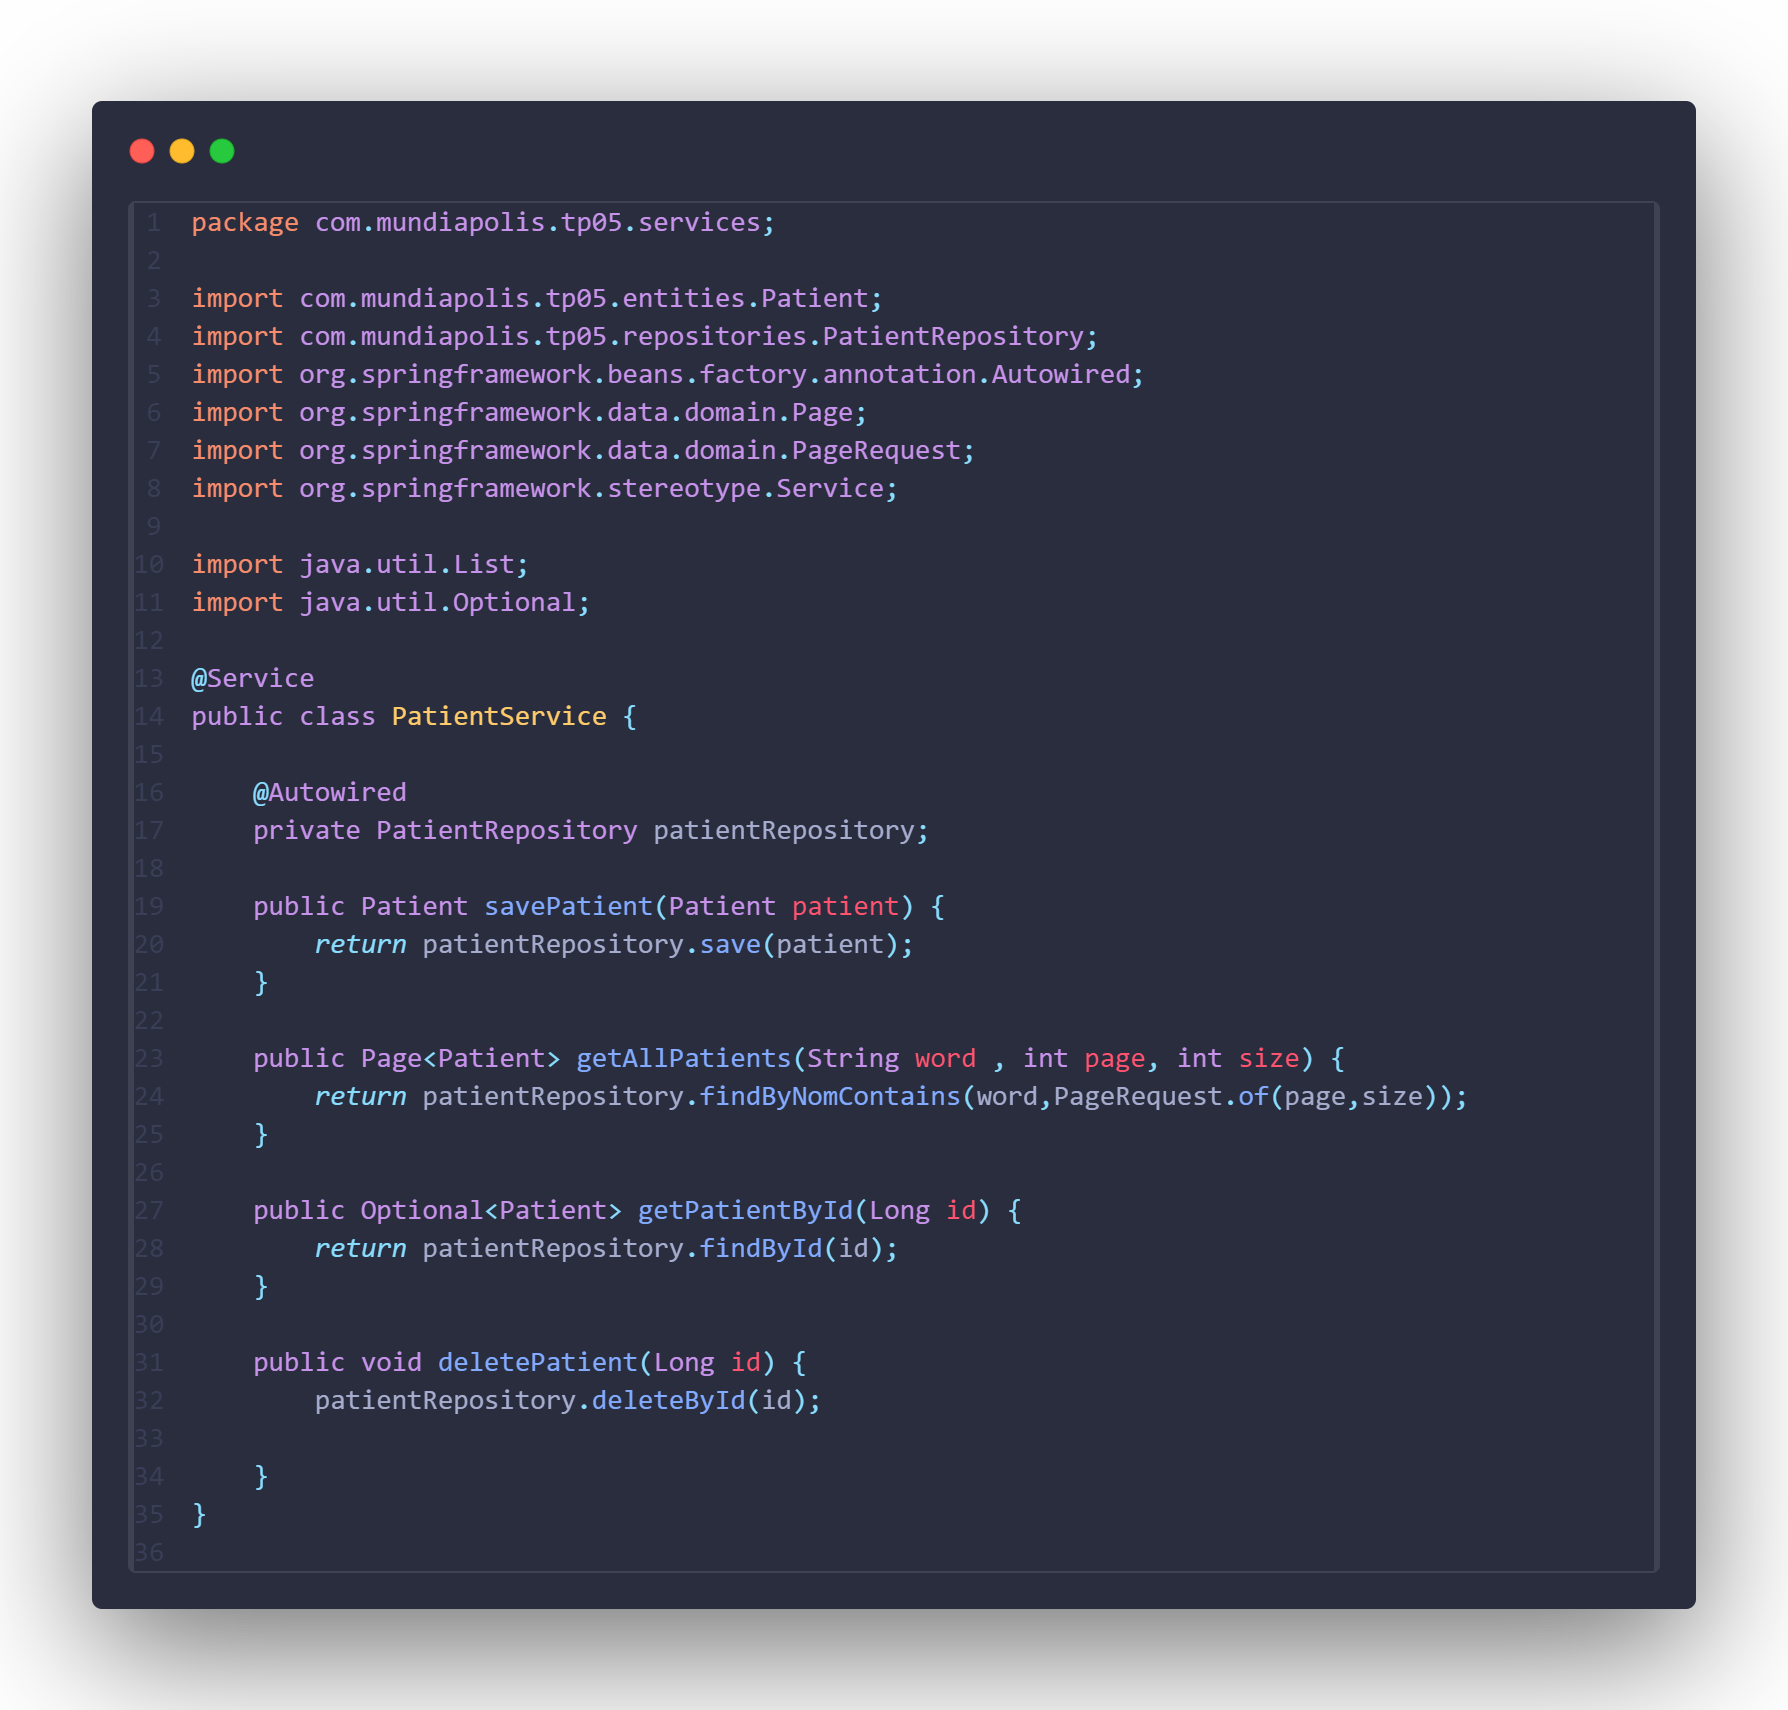 1 package com.mundiapolis.tp05.services;
2
3 import com.mundiapolis.tp05.entities.Patient;
4 import com.mundiapolis.tp05.repositories.PatientRepository;
5 import org.springframework.beans.factory.annotation.Autowired;
6 import org.springframework.data.domain.Page;
7 import org.springframework.data.domain.PageRequest;
8 import org.springframework.stereotype.Service;
9
10 import java.util.List;
11 import java.util.Optional;
12
13 @Service
14 public class PatientService {
15
16     @Autowired
17     private PatientRepository patientRepository;
18
19     public Patient savePatient(Patient patient) {
20         return patientRepository.save(patient);
21     }
22
23     public Page<Patient> getAllPatients(String word , int page, int size) {
24         return patientRepository.findByNomContains(word,PageRequest.of(page,size));
25     }
26
27     public Optional<Patient> getPatientById(Long id) {
28         return patientRepository.findById(id);
29     }
30
31     public void deletePatient(Long id) {
32         patientRepository.deleteById(id);
33
34     }
35 }
36